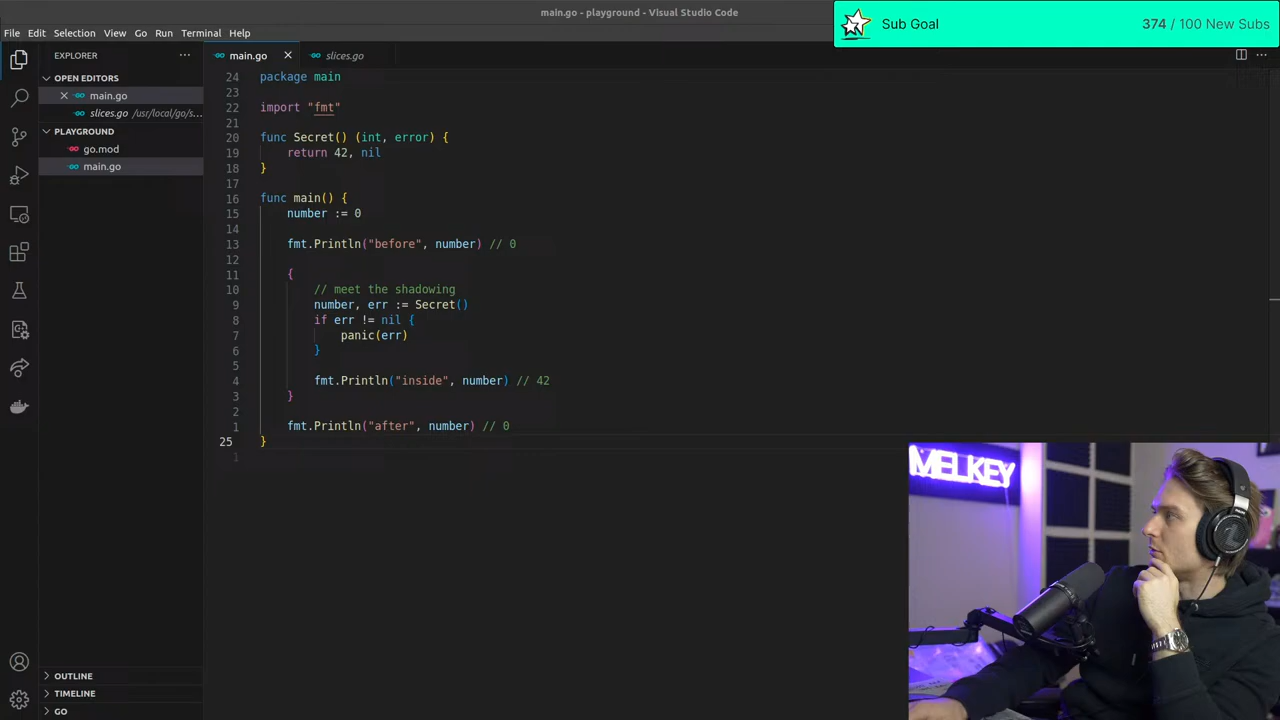 main.go - playground - Visual Studio Code
Sub Goal 374 / 100 New Subs
File Edit Selection View Go Run Terminal Help
EXPLORER
main.go
slices.go
OPEN EDITORS
main.go
slices.go /usr/local/go/s...
PLAYGROUND
go.mod
main.go
24 package main
23
22 import "fmt"
21
20 func Secret() (int, error) {
19 return 42, nil
18 }
17
16 func main() {
15 number := 0
14
13 fmt.Println("before", number) // 0
12
11 {
10 // meet the shadowing
9 number, err := Secret()
8 if err != nil {
7 panic(err)
6 }
5
4 fmt.Println("inside", number) // 42
3 }
2
1 fmt.Println("after", number) // 0
25 }
1
MELKEY
OUTLINE
TIMELINE
GO